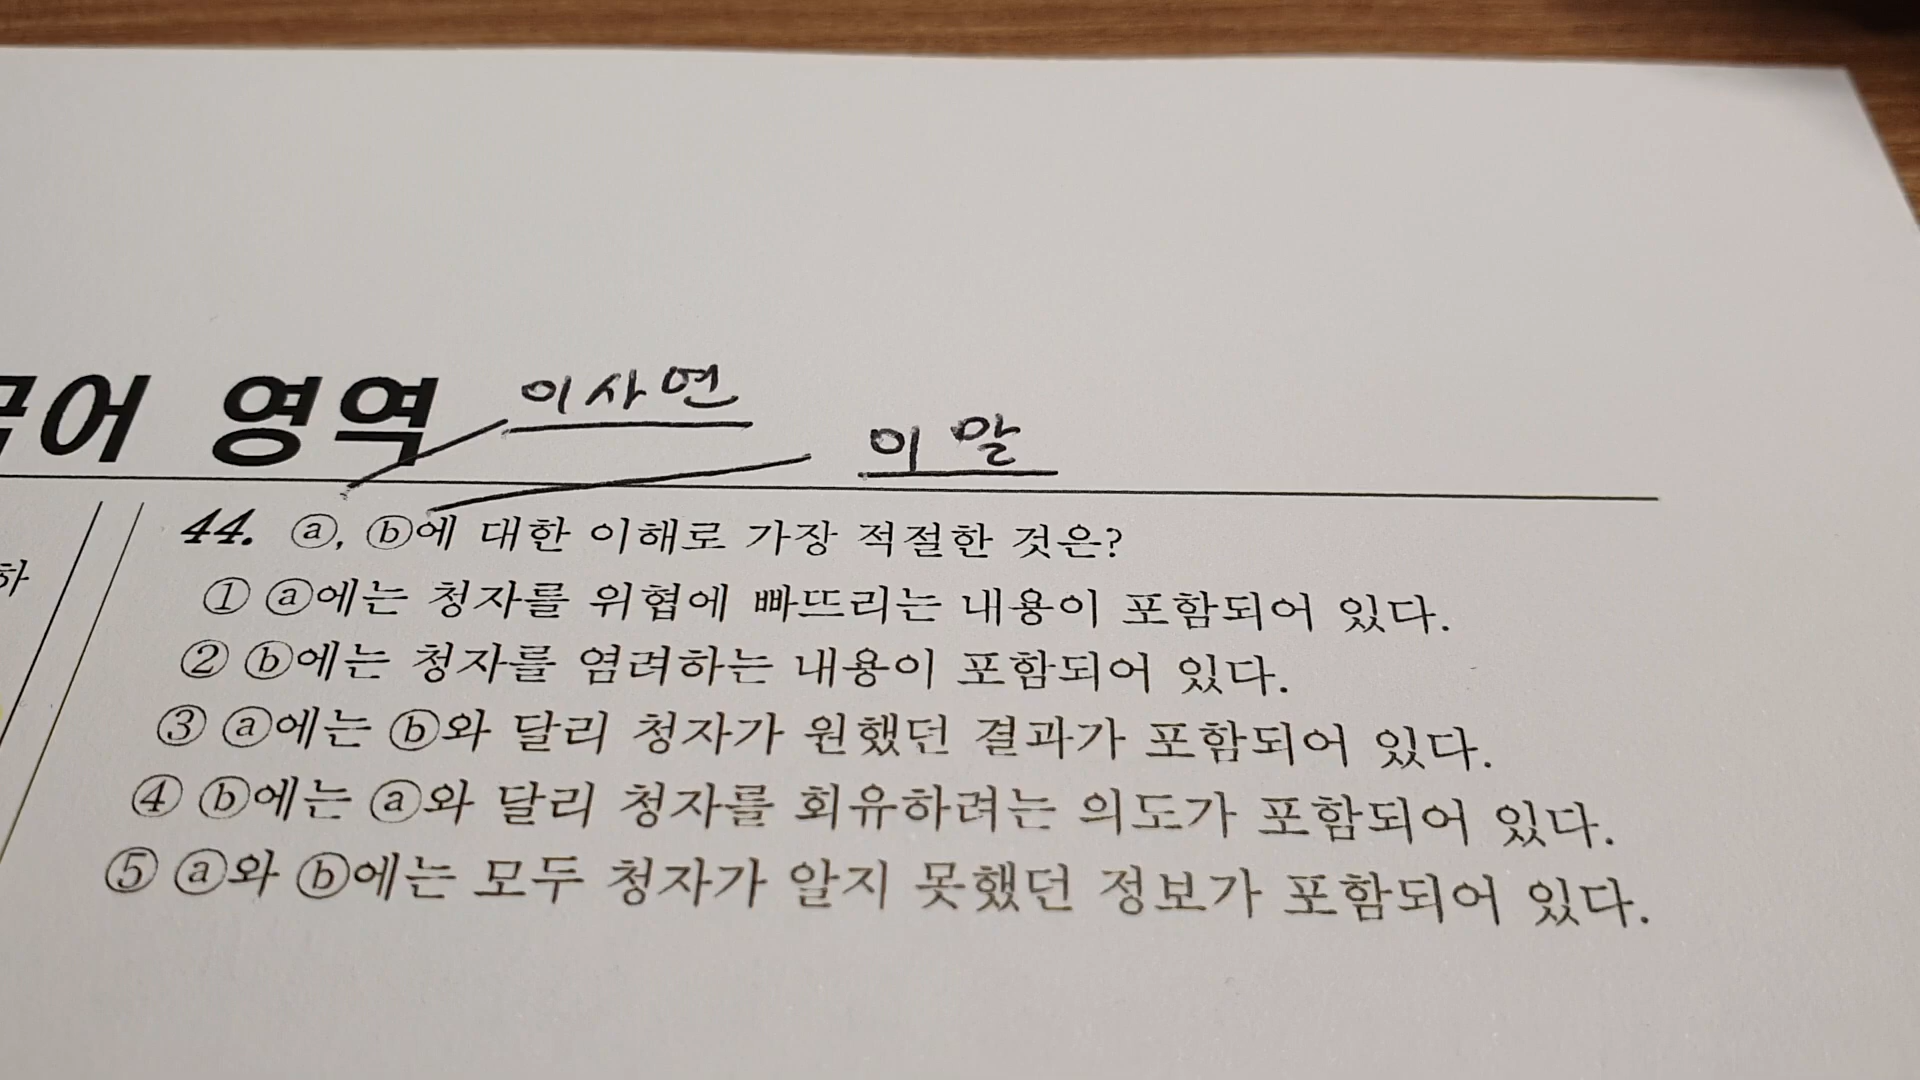 어 영역
이 사연
이 말
하
44. ⓐ, ⓑ에 대한 이해로 가장 적절한 것은?
① ⓐ에는 청자를 위협에 빠뜨리는 내용이 포함되어 있다.
② ⓑ에는 청자를 염려하는 내용이 포함되어 있다.
③ ⓐ에는 ⓑ와 달리 청자가 원했던 결과가 포함되어 있다.
④ ⓑ에는 ⓐ와 달리 청자를 회유하려는 의도가 포함되어 있다.
⑤ ⓐ와 ⓑ에는 모두 청자가 알지 못했던 정보가 포함되어 있다.